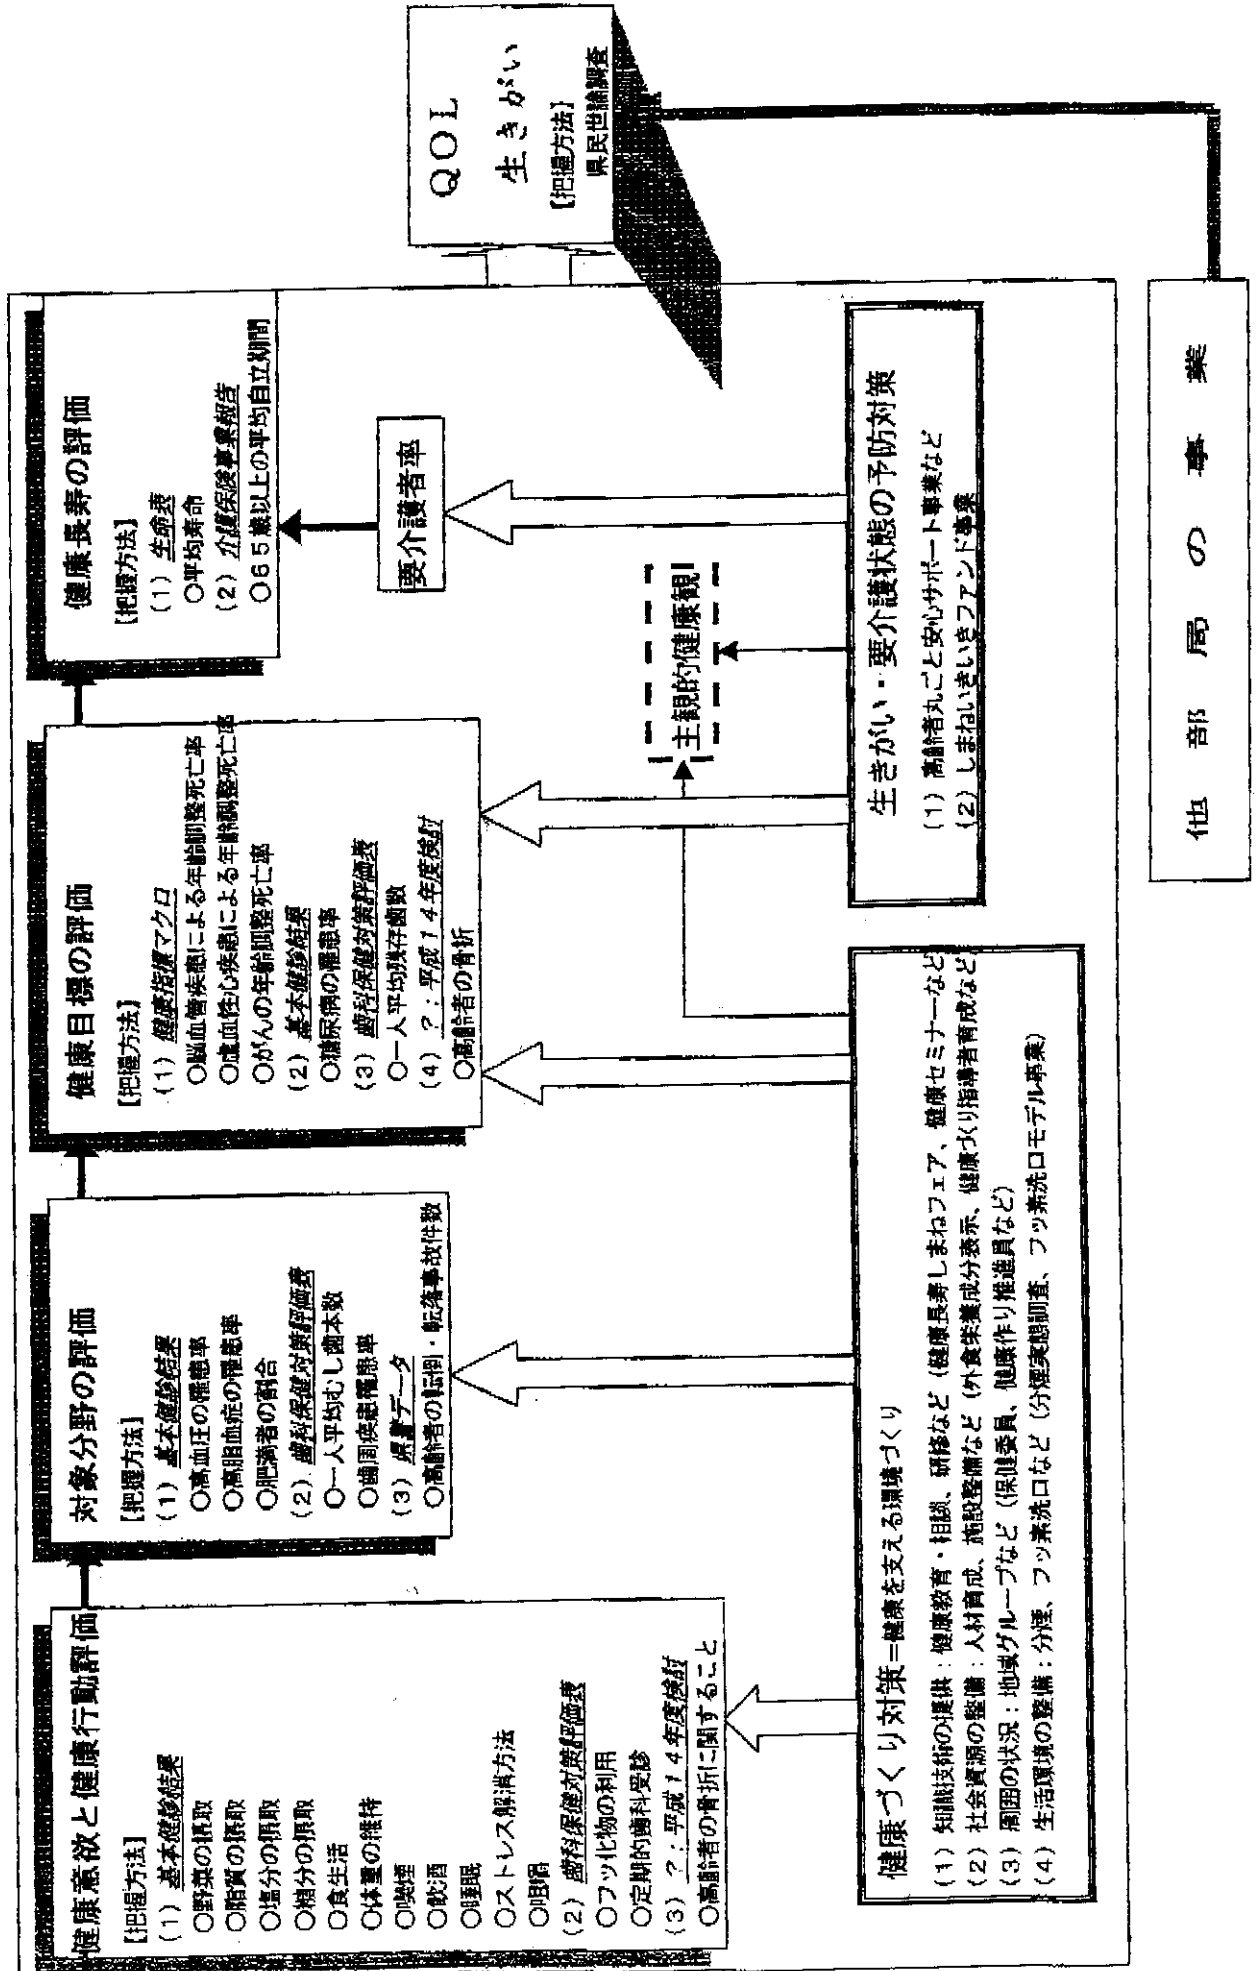 健康意欲と健康行動評価
【把握方法】
(1) 基本健診結果
○野菜の摂取
○脂質の摂取
○塩分の摂取
○糖分の摂取
○食生活
○体重の維持
○喫煙
○飲酒
○睡眠
○ストレス解消方法
○咀嚼
(2) 歯科保健対策評価表
○フッ化物の利用
○定期的歯科受診
(3) ?:平成14年度検討
○高齢者の骨折に関すること
対象分野の評価
【把握方法】
(1) 基本健診結果
○高血圧の罹患率
○高脂血症の罹患率
○肥満者の割合
(2) 歯科保健対策評価表
○一人平均むし歯本数
○歯周疾患罹患率
(3) 県警データ
○高齢者の転倒・転落事故件数
健康目標の評価
【把握方法】
(1) 健康指標マクロ
○脳血管疾患による年齢調整死亡率
○虚血性心疾患による年齢調整死亡率
○がんの年齢調整死亡率
(2) 基本健診結果
○糖尿病の罹患率
(3) 歯科保健対策評価表
○一人平均残存歯数
(4) ?:平成14年度検討
○高齢者の骨折
健康長寿の評価
【把握方法】
(1) 生命表
○平均寿命
(2) 介護保険事業報告
○65歳以上の平均自立期間
要介護者率
主観的健康観
QOL
生きがい
【把握方法】
県民世論調査
健康づくり対策=健康を支える環境づくり
(1) 知識技術の提供:健康教育・相談、研修など(健康長寿しまねフェア、健康セミナーなど
(2) 社会資源の整備:人材育成、施設整備など(外食栄養成分表示、健康づくり指導者育成など
(3) 周囲の状況:地域グループなど(保健委員、健康作り推進員など)
(4) 生活環境の整備:分煙、フッ素洗口など(分煙実態調査、フッ素洗口モデル事業)
生きがい・要介護状態の予防対策
(1) 高齢者丸ごと安心サポート事業など
(2) しまねいきいきファンド事業
他部局の事業